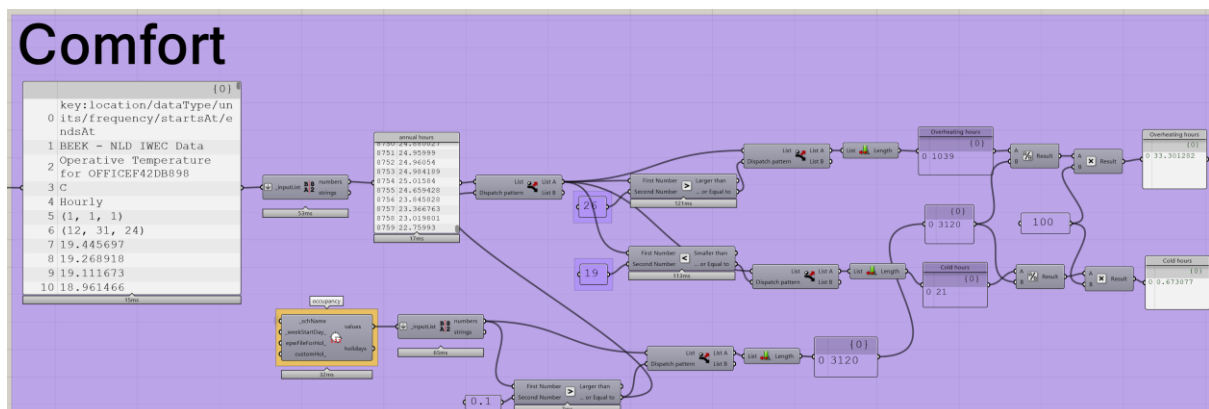 Comfort
{0}
key:location/dataType/un
0 its/frequency/startsAt/e
ndsAt
1 BEEK - NLD IWEC Data
Operative Temperature
2 for OFFICEF42DB898
3 C
4 Hourly
5 (1, 1, 1)
6 (12, 31, 24)
7 19.445697
8 19.268918
9 19.111673
10 18.961466
15ms
_inputList numbers
strings
53ms
annual hours
8751 24.95999
8752 24.96054
8753 24.984189
8754 25.01584
8755 24.659428
8756 23.845028
8757 23.366763
8758 23.019801
8759 22.75993
17ms
List List A
Dispatch pattern List B
26
First Number Larger than
Second Number ... or Equal to
121ms
List List A
Dispatch pattern List B
List Length
Overheating hours
{0}
0 1039
A Result
B
A Result
B
Overheating hours
{0}
0 33.301282
19
First Number Smaller than
Second Number ... or Equal to
113ms
List List A
Dispatch pattern List B
List Length
{0}
0 3120
100
Cold hours
{0}
0 21
A Result
B
A Result
B
Cold hours
{0}
0 0.673077
occupancy
_schName values
_weekStartDay_
epwFileForHol_ holidays
customHol_
32ms
_inputList numbers
strings
65ms
0.1
First Number Larger than
Second Number ... or Equal to
List List A
Dispatch pattern List B
List Length
{0}
0 3120